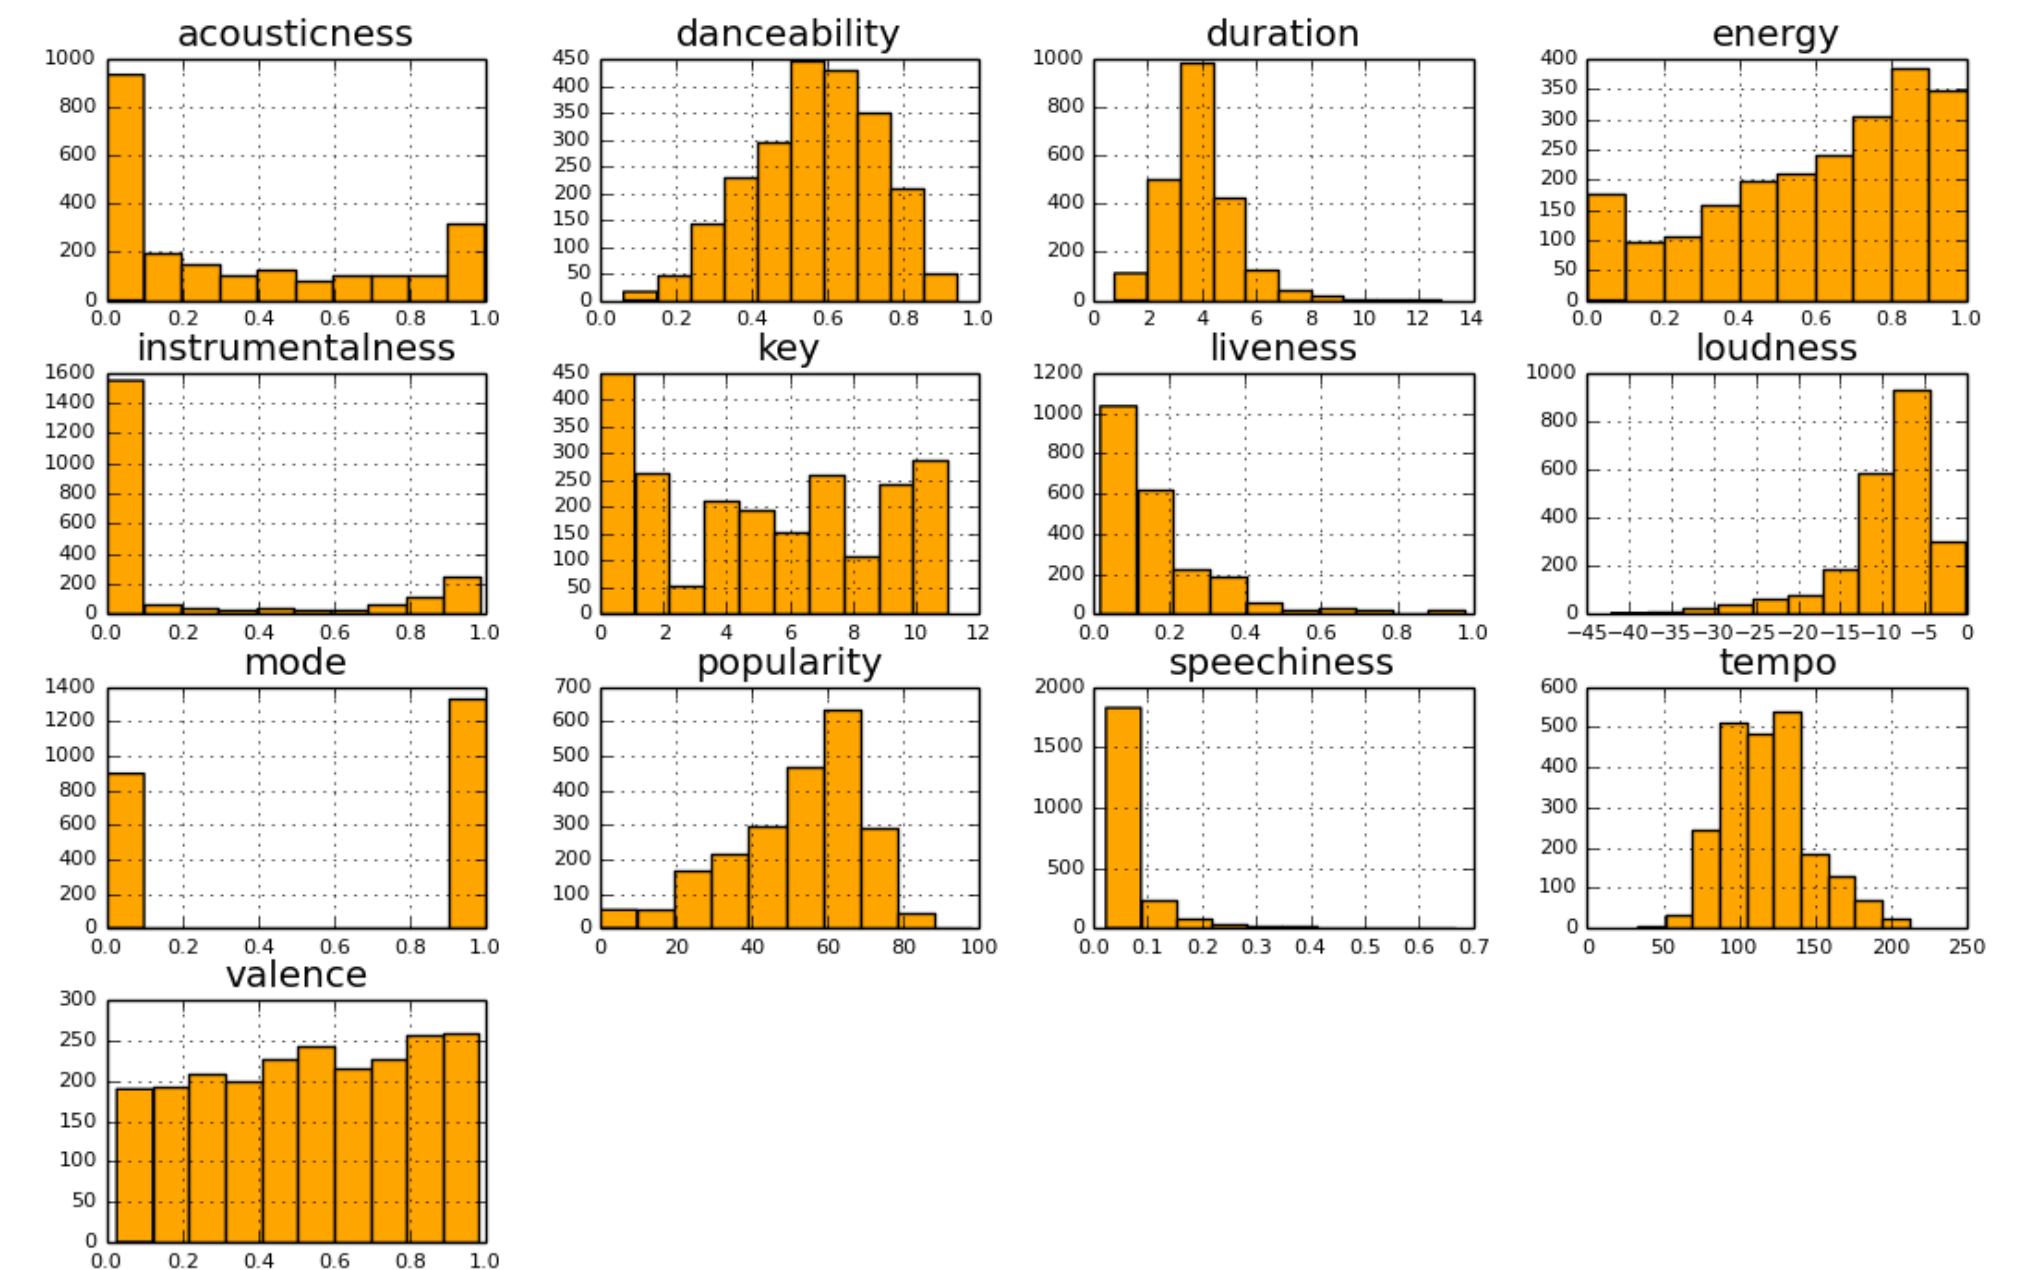 acousticness danceability duration energy
1000 450 1000 400
400 350
800 350 800 300
600 300 600 250
250 200
400 200 400 150
150 100
200 100 200 50
50
0 0 0 0
0.0 0.2 0.4 0.6 0.8 1.0 0.0 0.2 0.4 0.6 0.8 1.0 0 2 4 6 8 10 12 14 0.0 0.2 0.4 0.6 0.8 1.0
instrumentalness key liveness loudness
1600 450 1200 1000
1400 400 1000 800
1200 350
1000 300 800 600
800 250 600
600 200 400
400 150 400
200 100 200 200
50
0 0 0 0
0.0 0.2 0.4 0.6 0.8 1.0 0 2 4 6 8 10 12 0.0 0.2 0.4 0.6 0.8 1.0 −45−40−35−30−25−20−15−10 −5 0
mode popularity speechiness tempo
1400 700 2000 600
1200 600 500
1000 500 1500 400
800 400
600 300 1000 300
400 200 500 200
200 100 100
0 0 0 0
0.0 0.2 0.4 0.6 0.8 1.0 0 20 40 60 80 100 0.0 0.1 0.2 0.3 0.4 0.5 0.6 0.7 0 50 100 150 200 250
valence
300
250
200
150
100
50
0
0.0 0.2 0.4 0.6 0.8 1.0